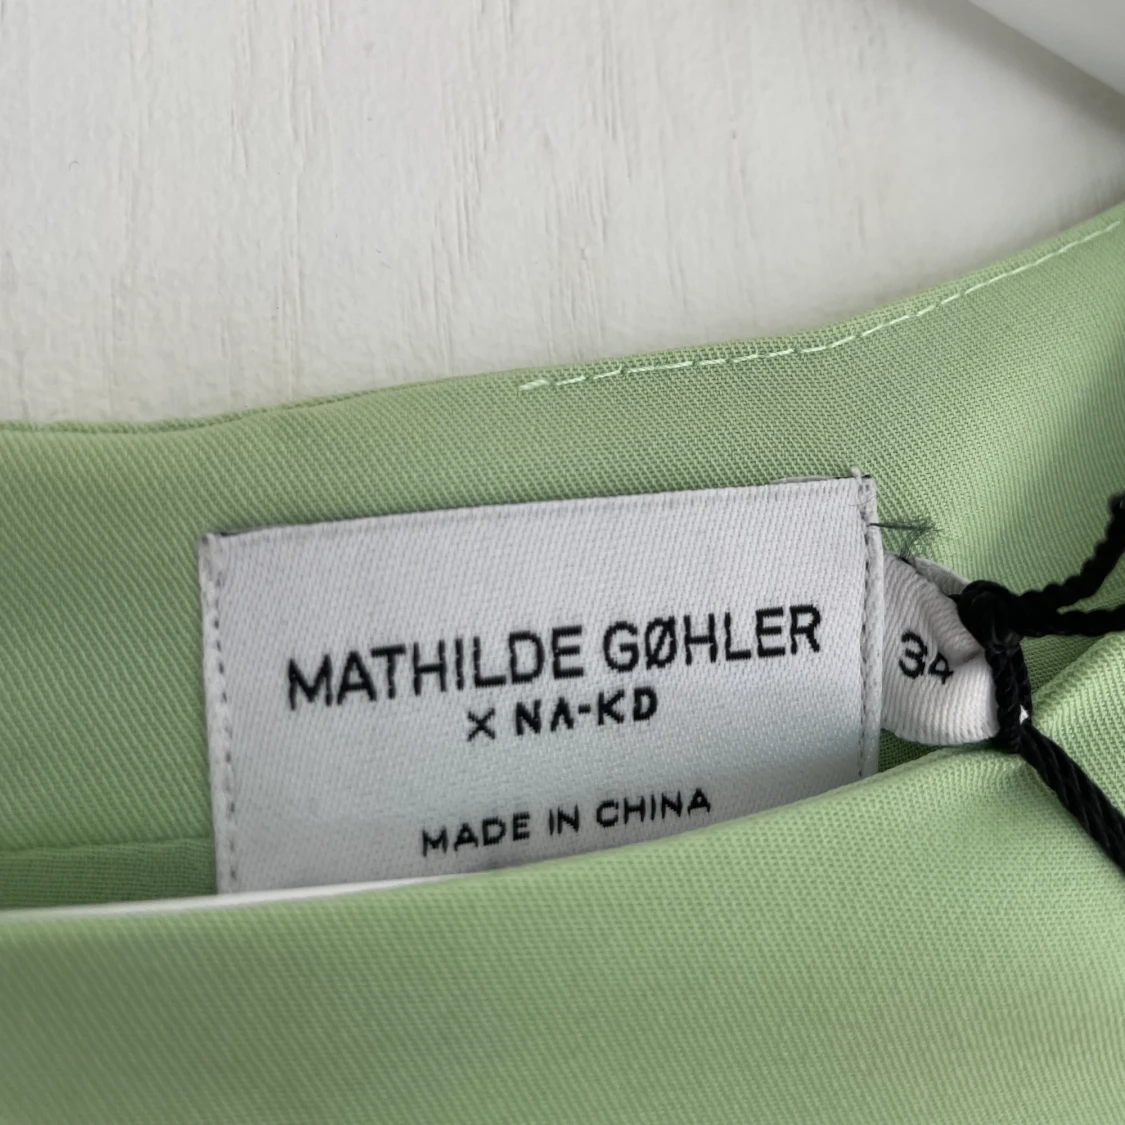 MATHILDE GØHLER
X NA-KD
MADE IN CHINA
34